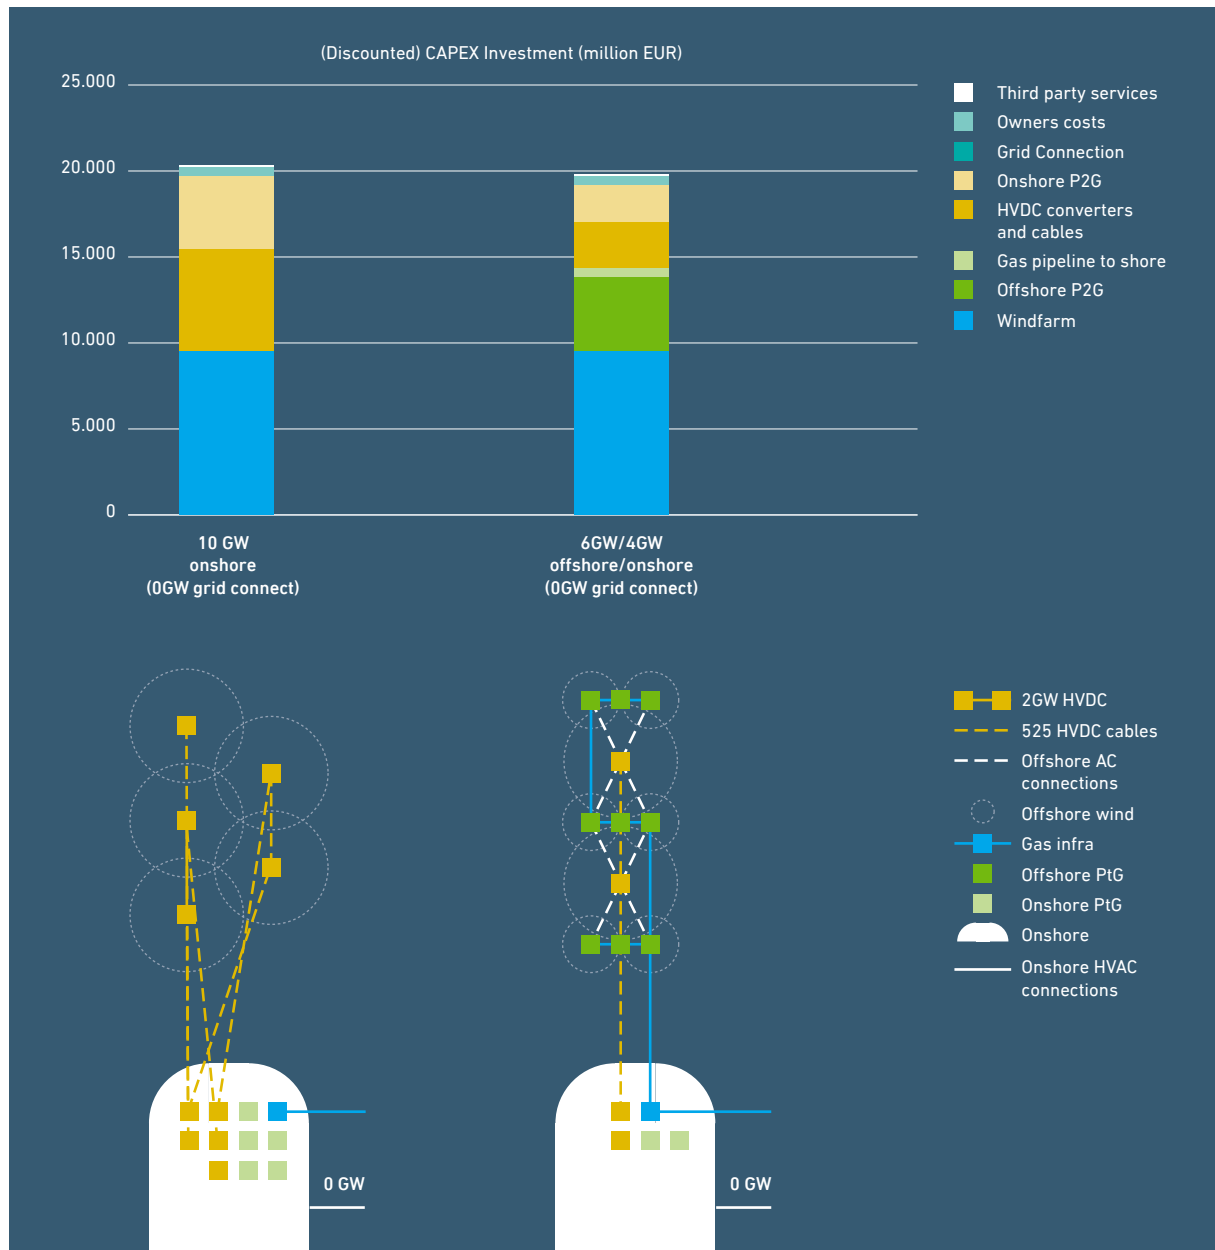 (Discounted) CAPEX Investment (million EUR)
25.000
20.000
15.000
10.000
5.000
0
10 GW
onshore
(0GW grid connect)
6GW/4GW
offshore/onshore
(0GW grid connect)
Third party services
Owners costs
Grid Connection
Onshore P2G
HVDC converters
and cables
Gas pipeline to shore
Offshore P2G
Windfarm
0 GW
0 GW
2GW HVDC
525 HVDC cables
Offshore AC
connections
Offshore wind
Gas infra
Offshore PtG
Onshore PtG
Onshore
Onshore HVAC
connections